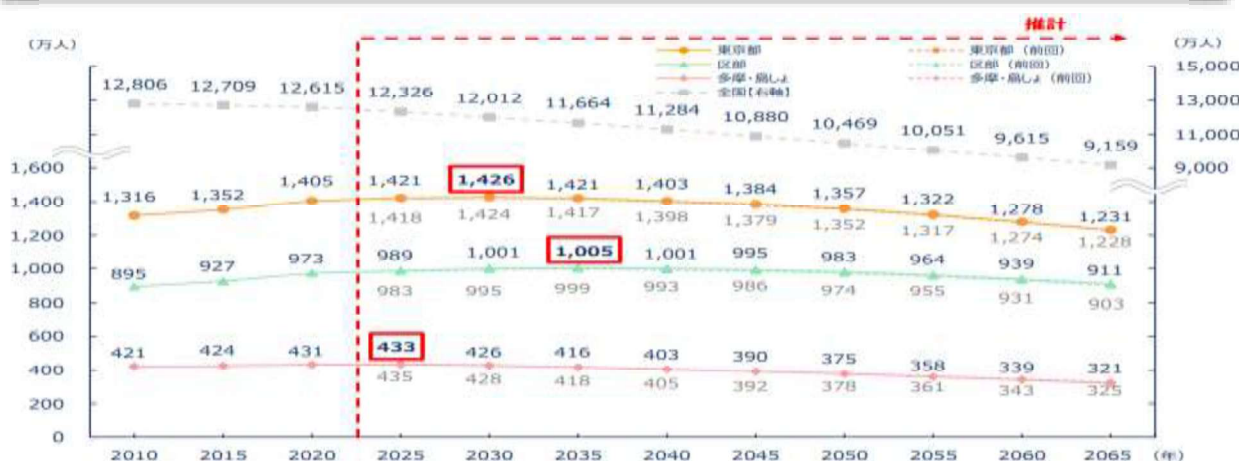 推計
(万人)
(万人)
東京都
東京都 (前回)
区部
区部 (前回)
多摩・島しょ
多摩・島しょ (前回)
全国【右軸】
15,000
13,000
11,000
9,000
12,806 12,709 12,615 12,326 12,012 11,664 11,284 10,880 10,469 10,051 9,615 9,159
1,600
1,400
1,200
1,000
800
600
400
200
0
1,316 1,352 1,405 1,421 1,426 1,421 1,403 1,384 1,357 1,322 1,278 1,231
1,418 1,424 1,417 1,398 1,379 1,352 1,317 1,274 1,228
895 927 973 989 1,001 1,005 1,001 995 983 964 939 911
983 995 999 993 986 974 955 931 903
421 424 431 433 426 416 403 390 375 358 339 321
435 428 418 405 392 378 361 343 325
2010 2015 2020 2025 2030 2035 2040 2045 2050 2055 2060 2065 (年)